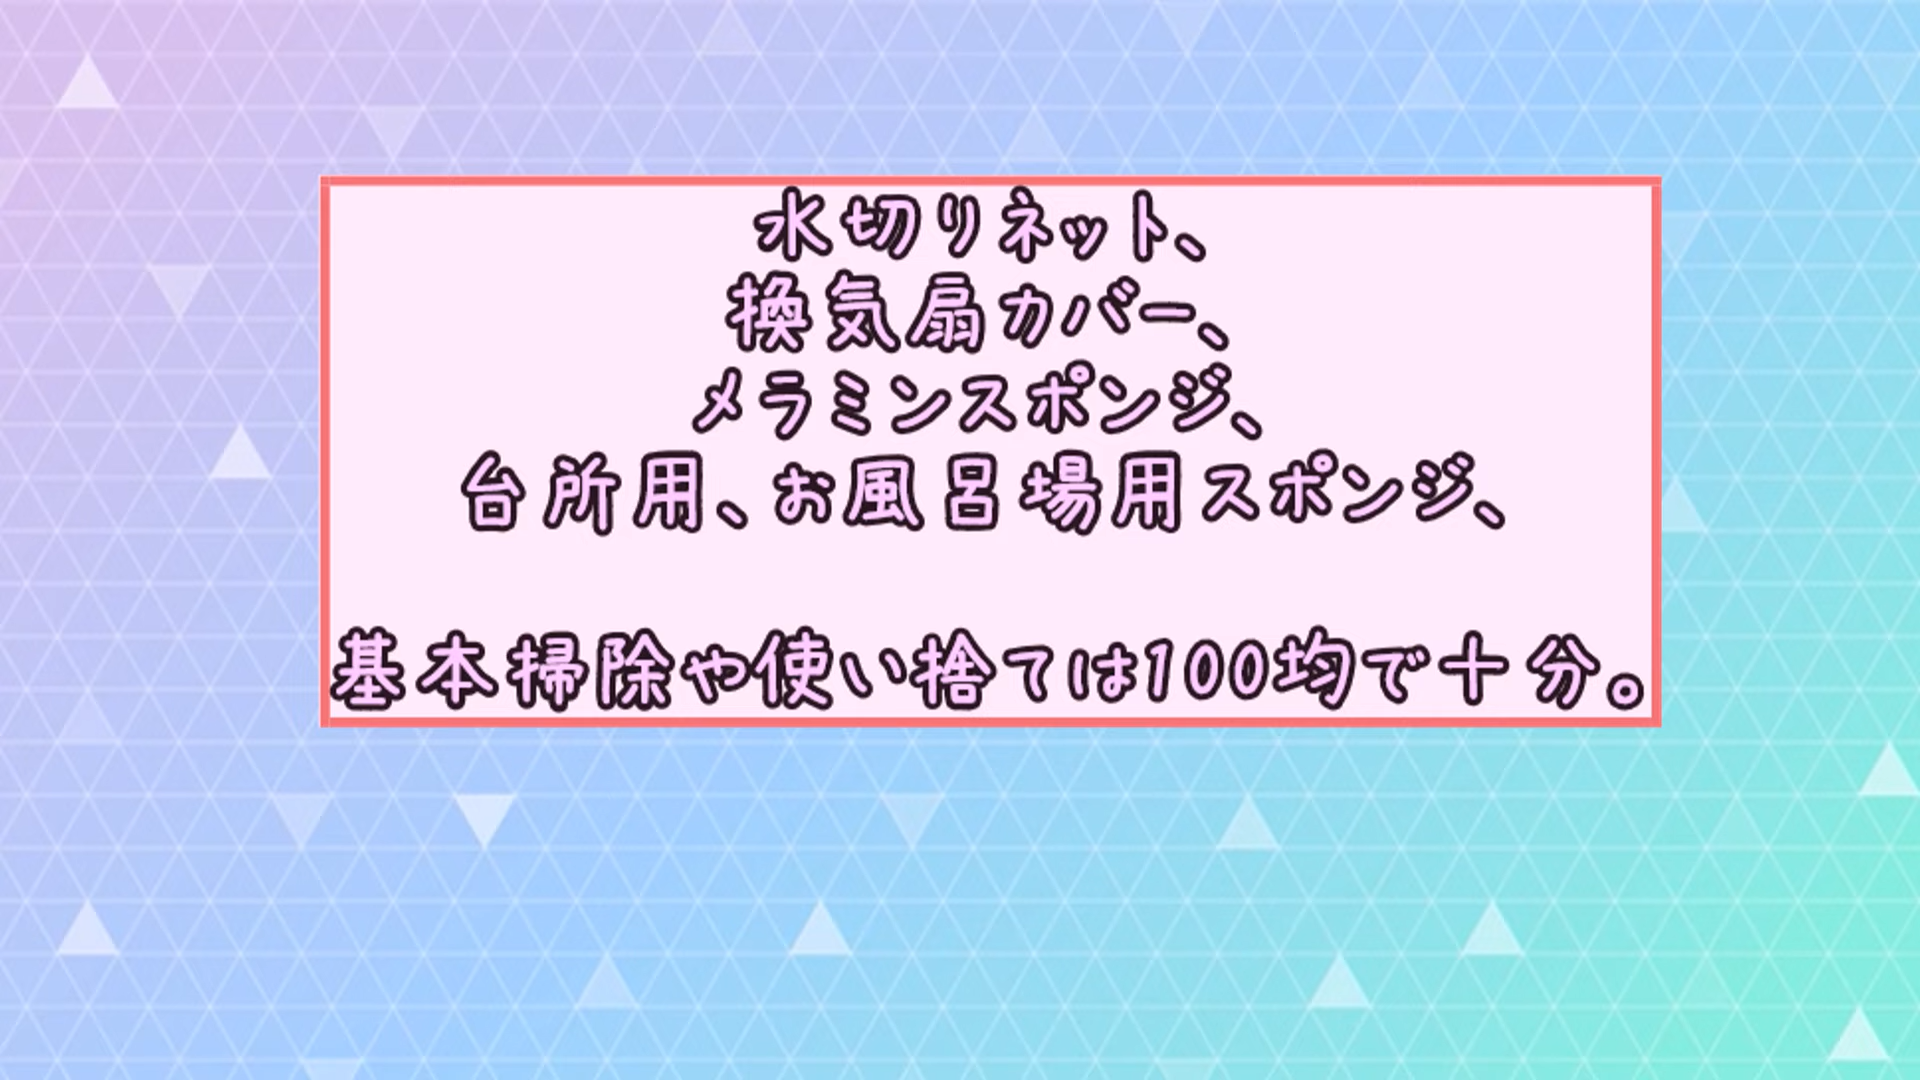 水切りネット、
換気扇カバー、
メラミンスポンジ、
台所用、お風呂場用スポンジ、
基本掃除や使い捨ては100均で十分。